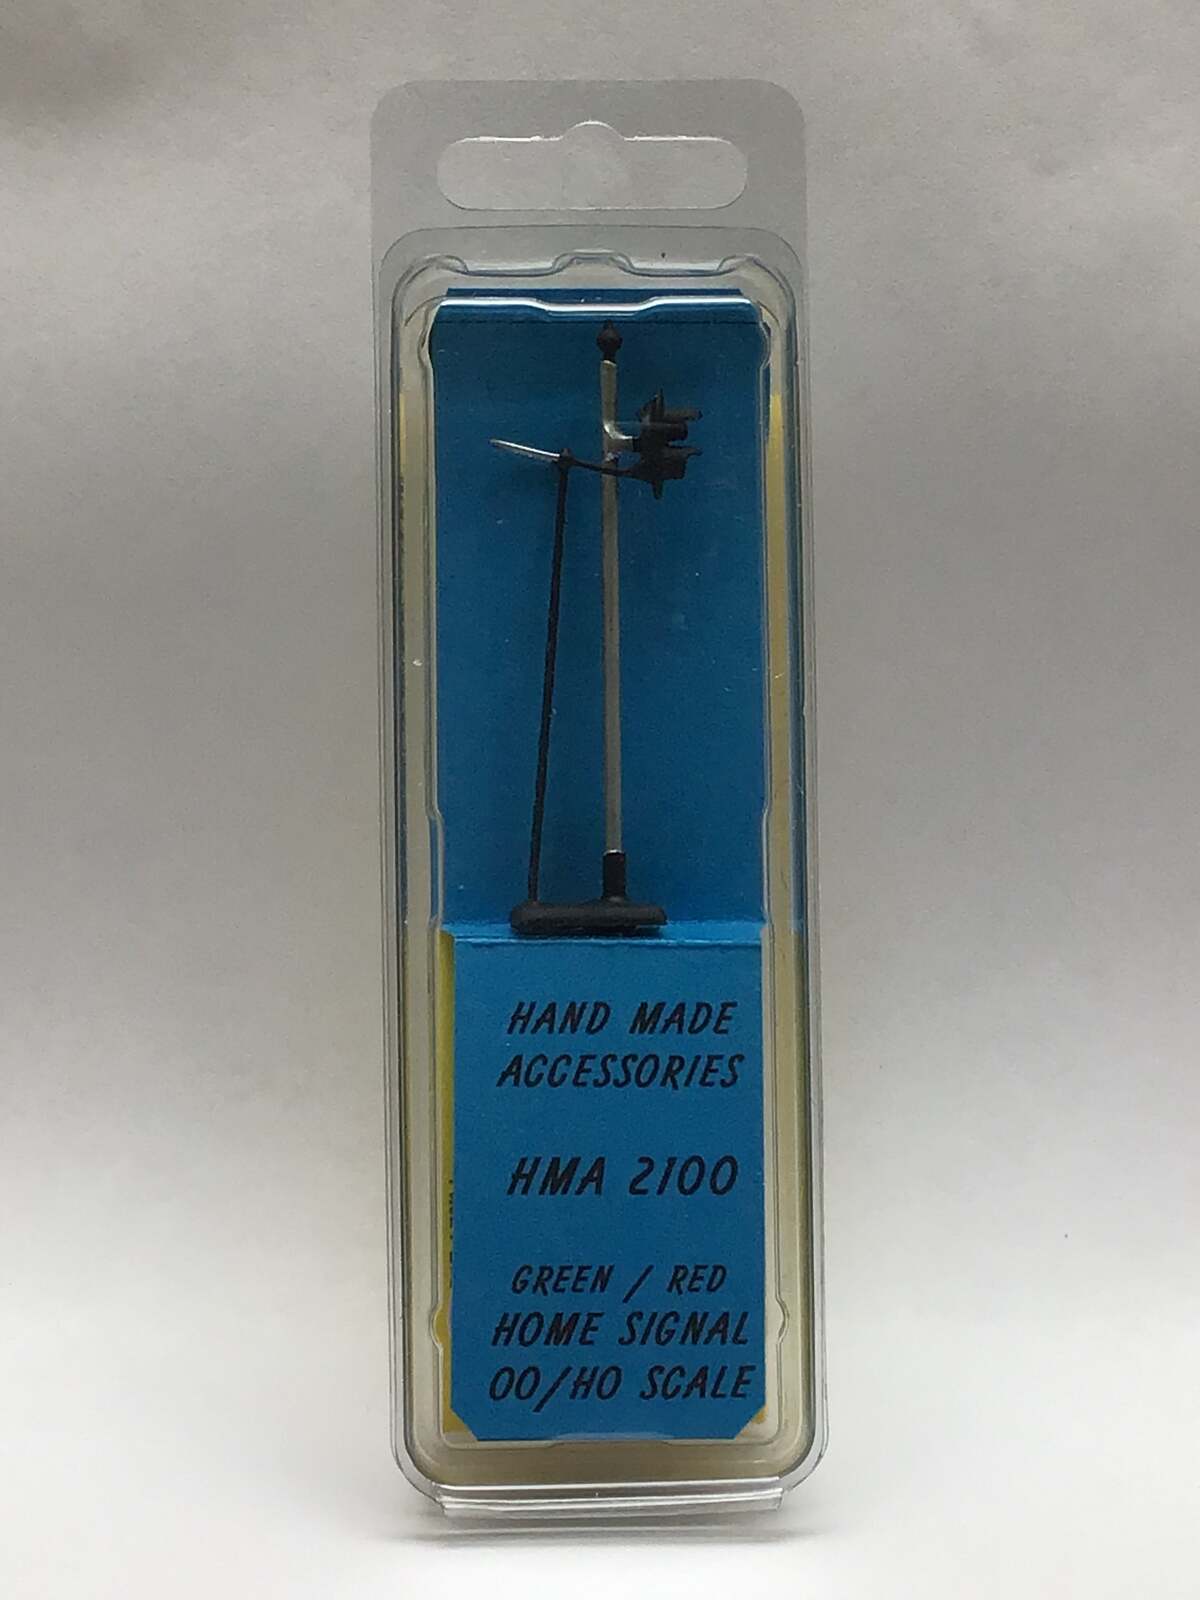 HAND MADE
ACCESSORIES
HMA 2100
GREEN / RED
HOME SIGNAL
OO/HO SCALE